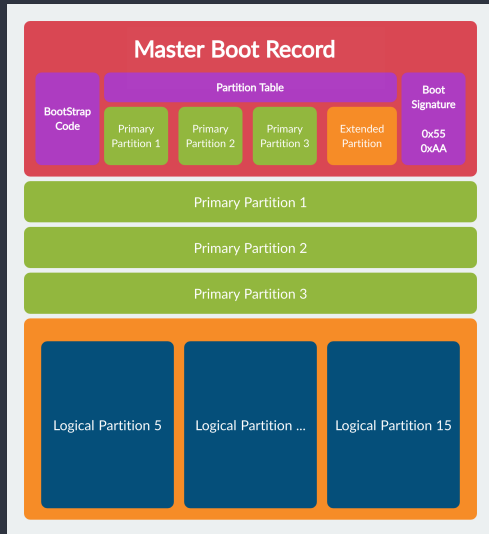 Master Boot Record
BootStrap
Code
Partition Table
Primary
Partition 1
Primary
Partition 2
Primary
Partition 3
Extended
Partition
Boot
Signature
0x55
0xAA
Primary Partition 1
Primary Partition 2
Primary Partition 3
Logical Partition 5
Logical Partition ...
Logical Partition 15